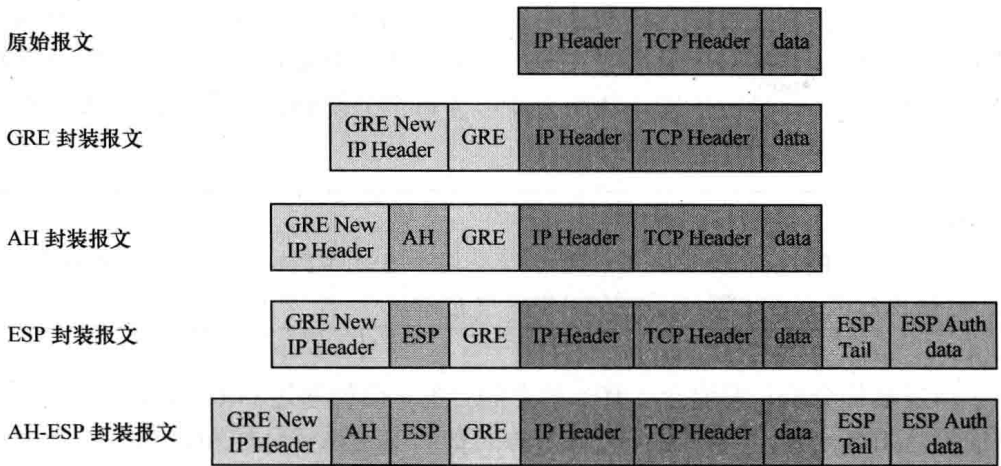 原始报文
IP Header TCP Header data
GRE 封装报文
GRE New
IP Header
GRE IP Header TCP Header data
AH 封装报文
GRE New
IP Header
AH GRE IP Header TCP Header data
ESP 封装报文
GRE New
IP Header
ESP GRE IP Header TCP Header data
ESP
Tail
ESP Auth
data
AH-ESP 封装报文
GRE New
IP Header
AH ESP GRE IP Header TCP Header data
ESP
Tail
ESP Auth
data